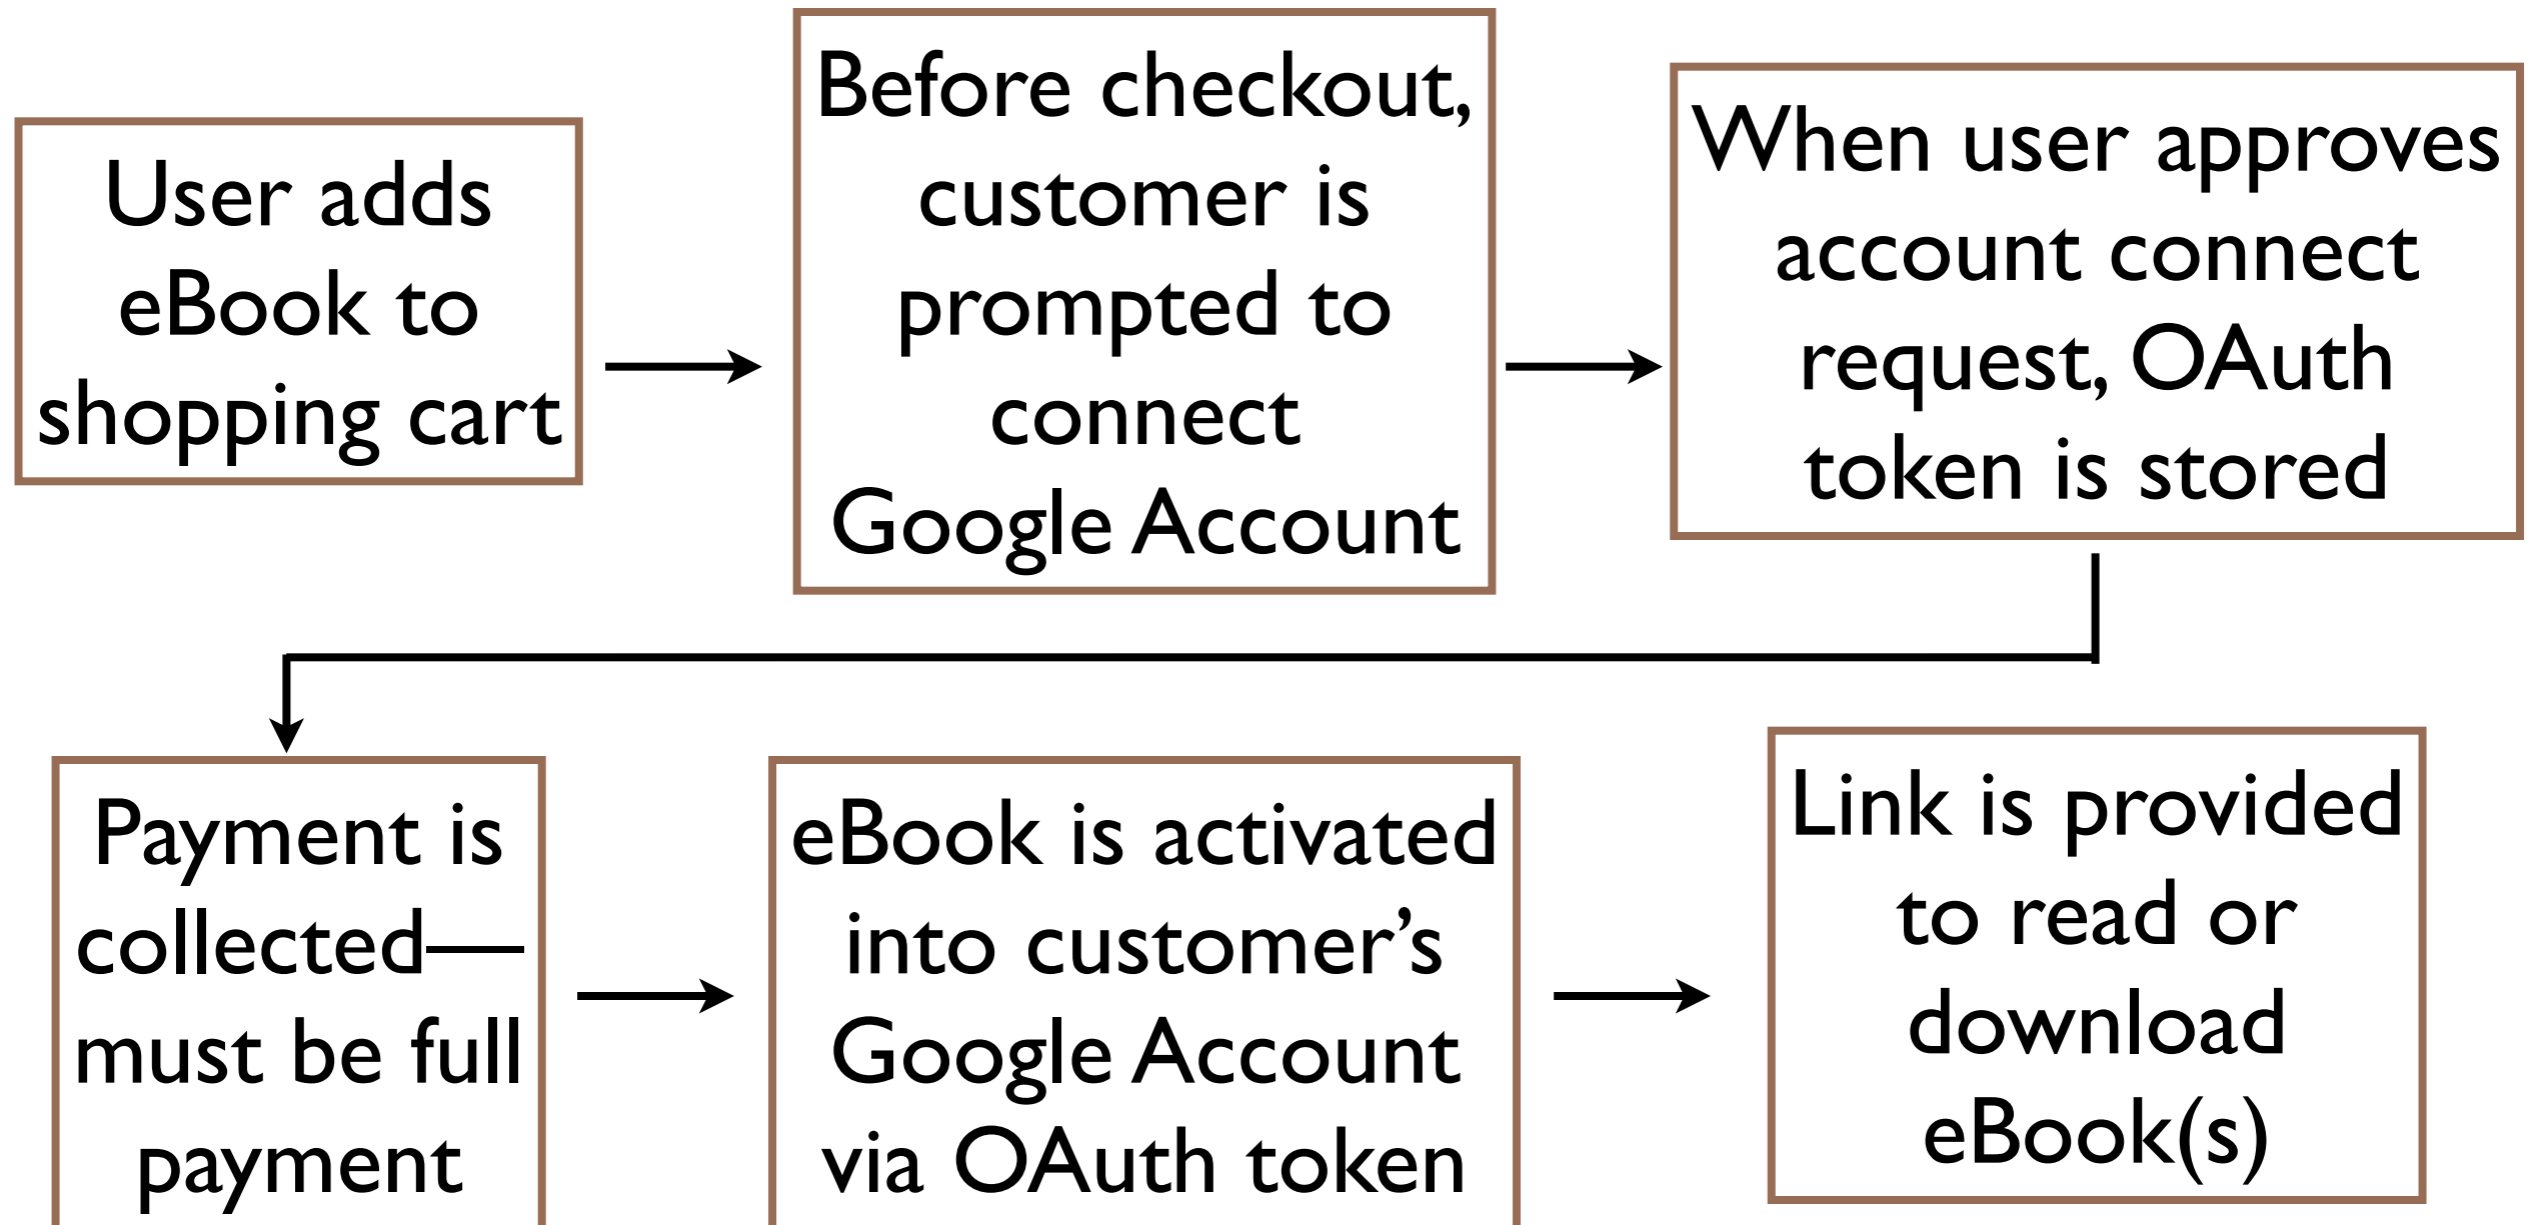 User adds
eBook to
shopping cart
Before checkout,
customer is
prompted to
connect
Google Account
When user approves
account connect
request, OAuth
token is stored
Payment is
collected—
must be full
payment
eBook is activated
into customer’s
Google Account
via OAuth token
Link is provided
to read or
download
eBook(s)